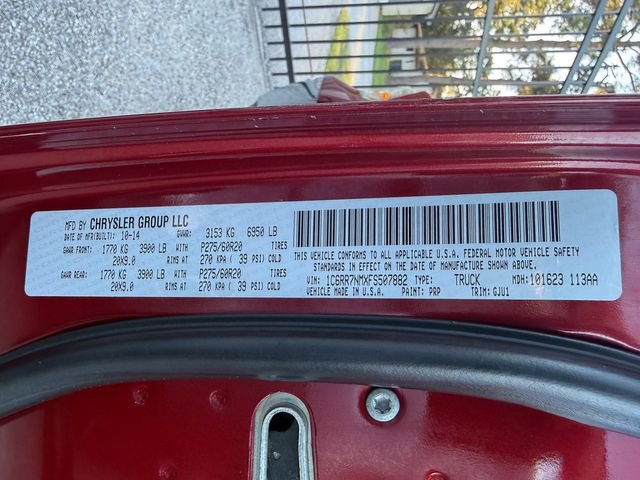 MFD BY CHRYSLER GROUP LLC
DATE OF MFR(BUILT): 10-14 GVWR: 3153 KG 6950 LB
GAWR FRONT: 1770 KG 3900 LB WITH P275/60R20 TIRES
20X9.0 RIMS AT 270 KPA ( 39 PSI) COLD
GAWR REAR: 1770 KG 3900 LB WITH P275/60R20 TIRES
20X9.0 RIMS AT 270 KPA ( 39 PSI) COLD
THIS VEHICLE CONFORMS TO ALL APPLICABLE U.S.A. FEDERAL MOTOR VEHICLE SAFETY
STANDARDS IN EFFECT ON THE DATE OF MANUFACTURE SHOWN ABOVE.
VIN: 1C6RR7NMXFS507882 TYPE: TRUCK MDH:101623 113AA
VEHICLE MADE IN U.S.A. PAINT: PRP TRIM: GJU1